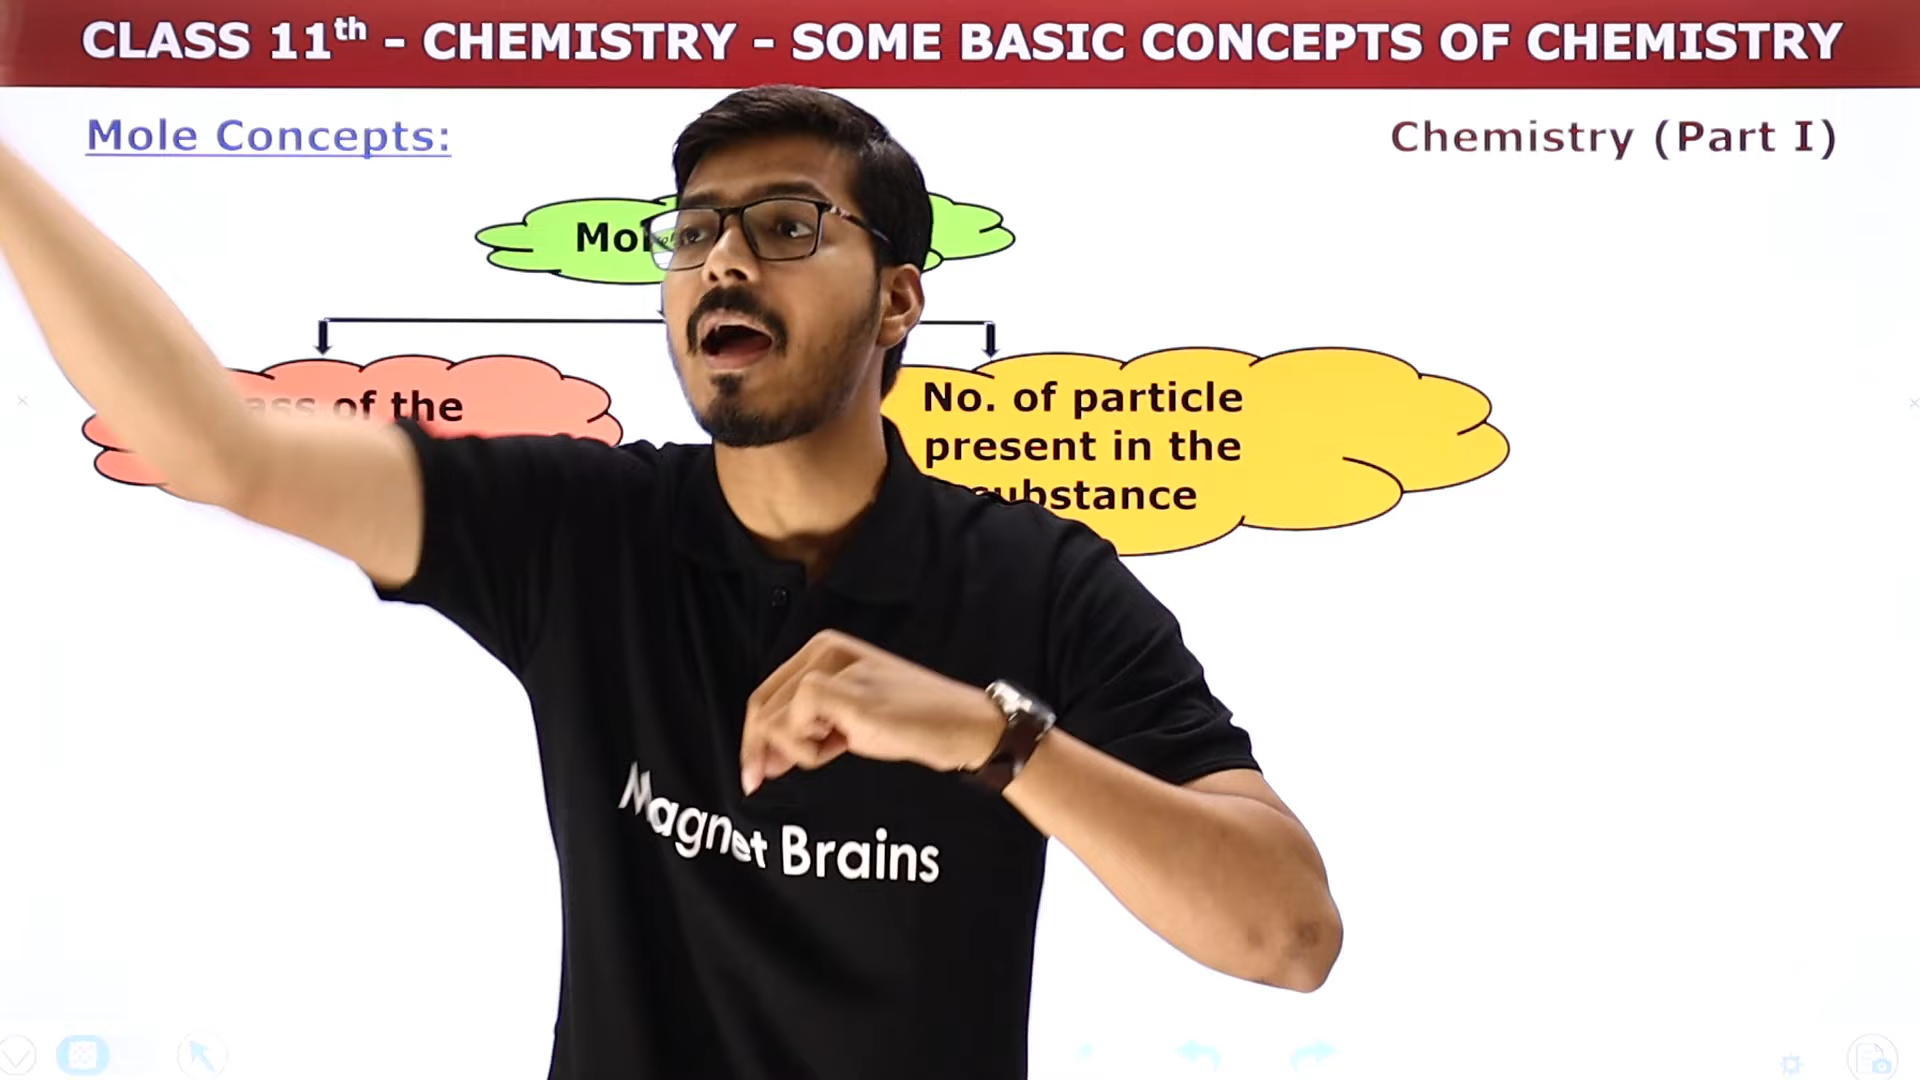 CLASS 11th - CHEMISTRY - SOME BASIC CONCEPTS OF CHEMISTRY
Mole Concepts:
Chemistry (Part I)
of the
No. of particle
present in the
substance
Magnet Brains